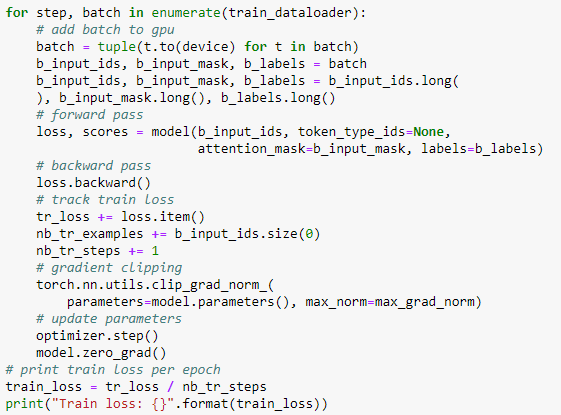 for step, batch in enumerate(train_dataloader):
    # add batch to gpu
    batch = tuple(t.to(device) for t in batch)
    b_input_ids, b_input_mask, b_labels = batch
    b_input_ids, b_input_mask, b_labels = b_input_ids.long(
    ), b_input_mask.long(), b_labels.long()
    # forward pass
    loss, scores = model(b_input_ids, token_type_ids=None,
                         attention_mask=b_input_mask, labels=b_labels)
    # backward pass
    loss.backward()
    # track train loss
    tr_loss += loss.item()
    nb_tr_examples += b_input_ids.size(0)
    nb_tr_steps += 1
    # gradient clipping
    torch.nn.utils.clip_grad_norm_(
        parameters=model.parameters(), max_norm=max_grad_norm)
    # update parameters
    optimizer.step()
    model.zero_grad()
# print train loss per epoch
train_loss = tr_loss / nb_tr_steps
print("Train loss: {}".format(train_loss))